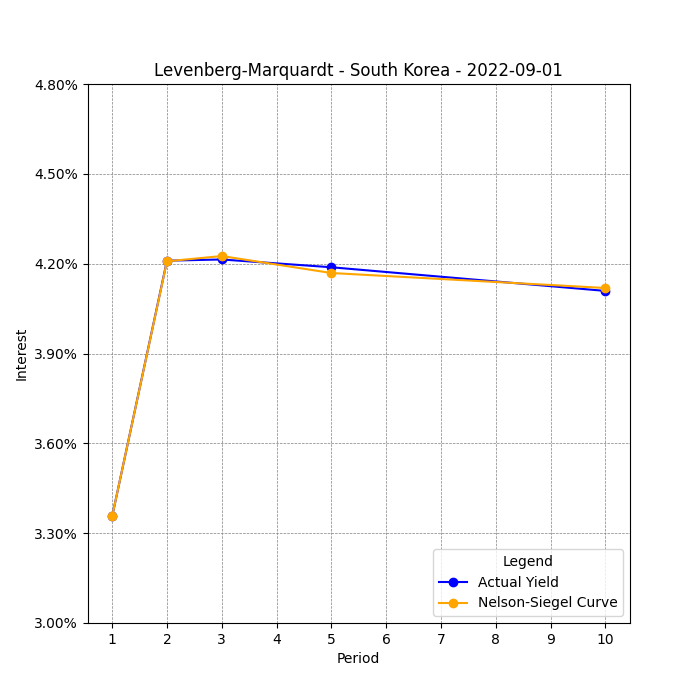 Levenberg-Marquardt - South Korea - 2022-09-01
4.80%
4.50%
4.20%
3.90%
3.60%
3.30%
3.00%
Interest
1 2 3 4 5 6 7 8 9 10
Period
Legend
Actual Yield
Nelson-Siegel Curve